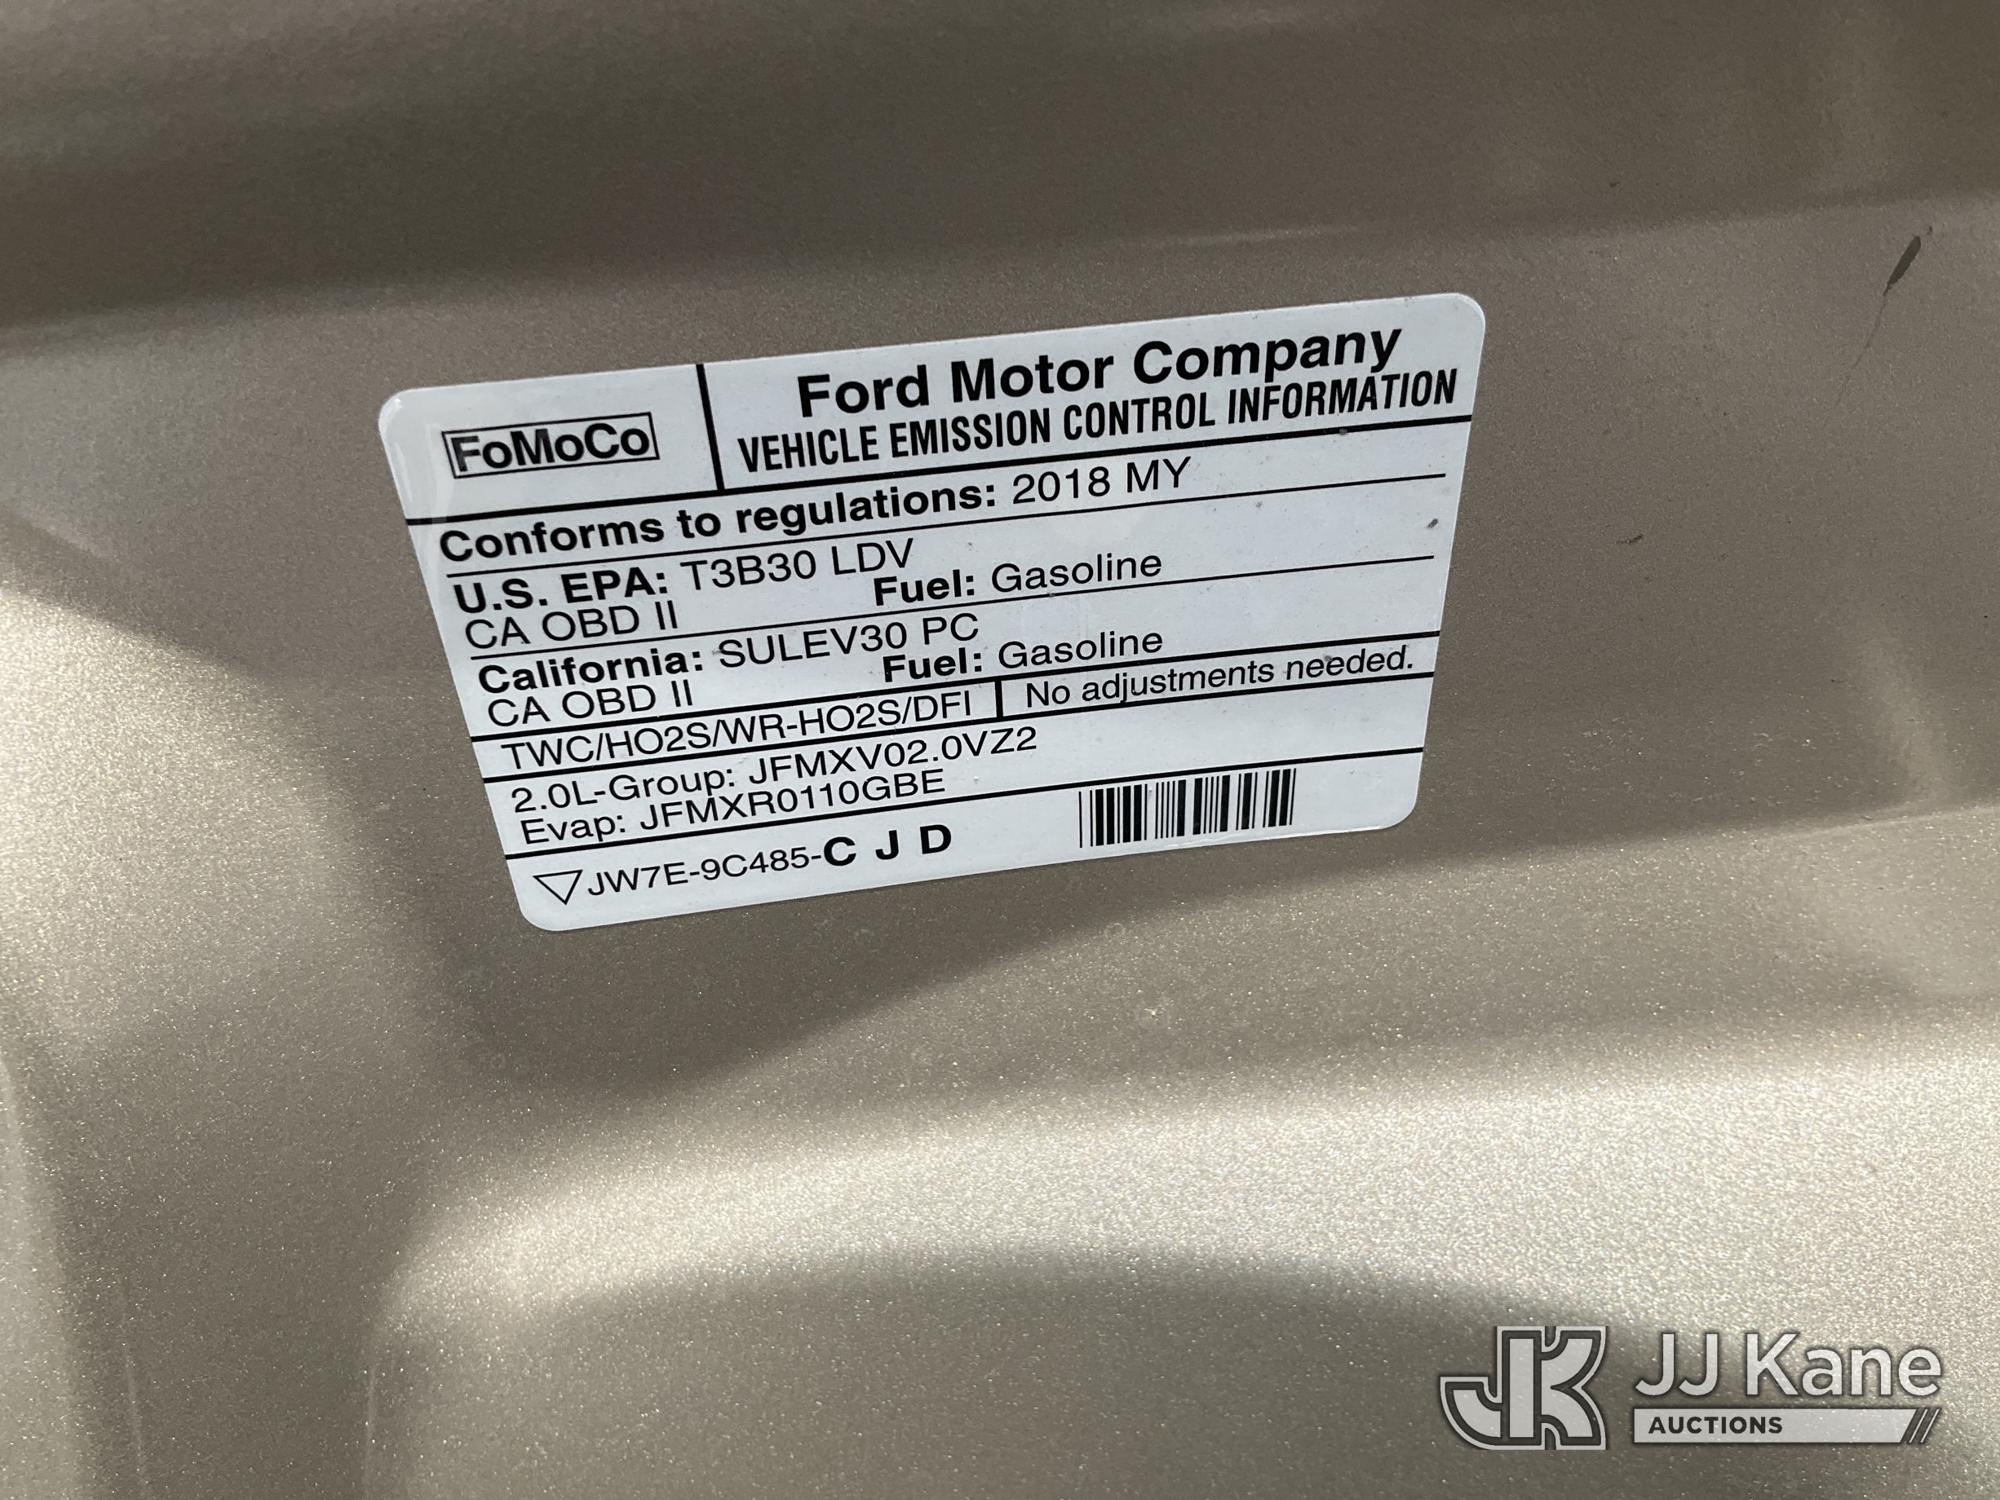 FoMoCo
Ford Motor Company
VEHICLE EMISSION CONTROL INFORMATION
Conforms to regulations: 2018 MY
U.S. EPA: T3B30 LDV
CA OBD II Fuel: Gasoline
California: SULEV30 PC
CA OBD II Fuel: Gasoline
TWC/HO2S/WR-HO2S/DFI No adjustments needed.
2.0L-Group: JFMXV02.0VZ2
Evap: JFMXR0110GBE
JW7E-9C485-C J D
JK JJ Kane
AUCTIONS